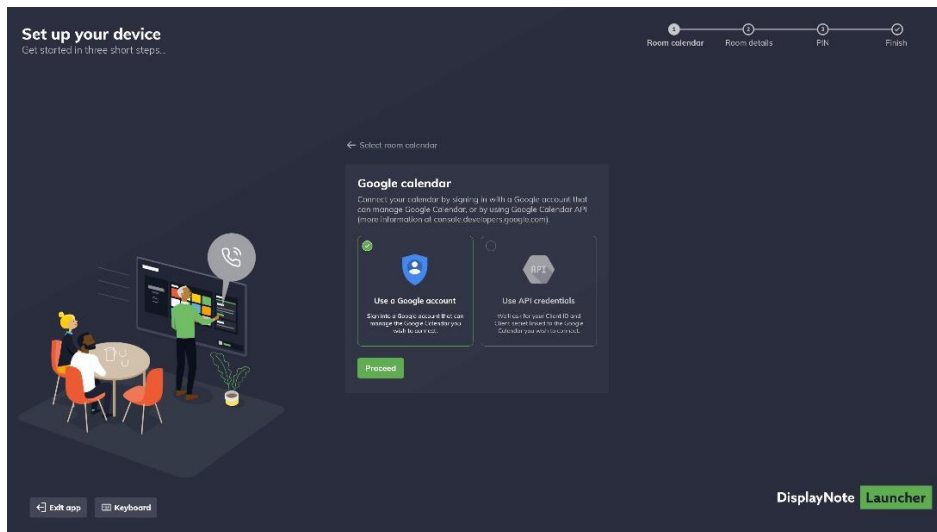 Set up your device
Get started in three short steps...
1
2
3
Room calendar
Room details
PIN
Finish
← Select room calendar
Google calendar
Connect your calendar by signing in with a Google account that
can manage Google Calendar, or by using Google Calendar API
(more information at console.developers.google.com).
API
Use a Google account
Use API credentials
Sign into a Google account that can
manage the Google Calendar you
wish to connect.
We'll ask for your Client ID and
Client secret linked to the Google
Calendar you wish to connect.
Proceed
Exit app
Keyboard
DisplayNote Launcher